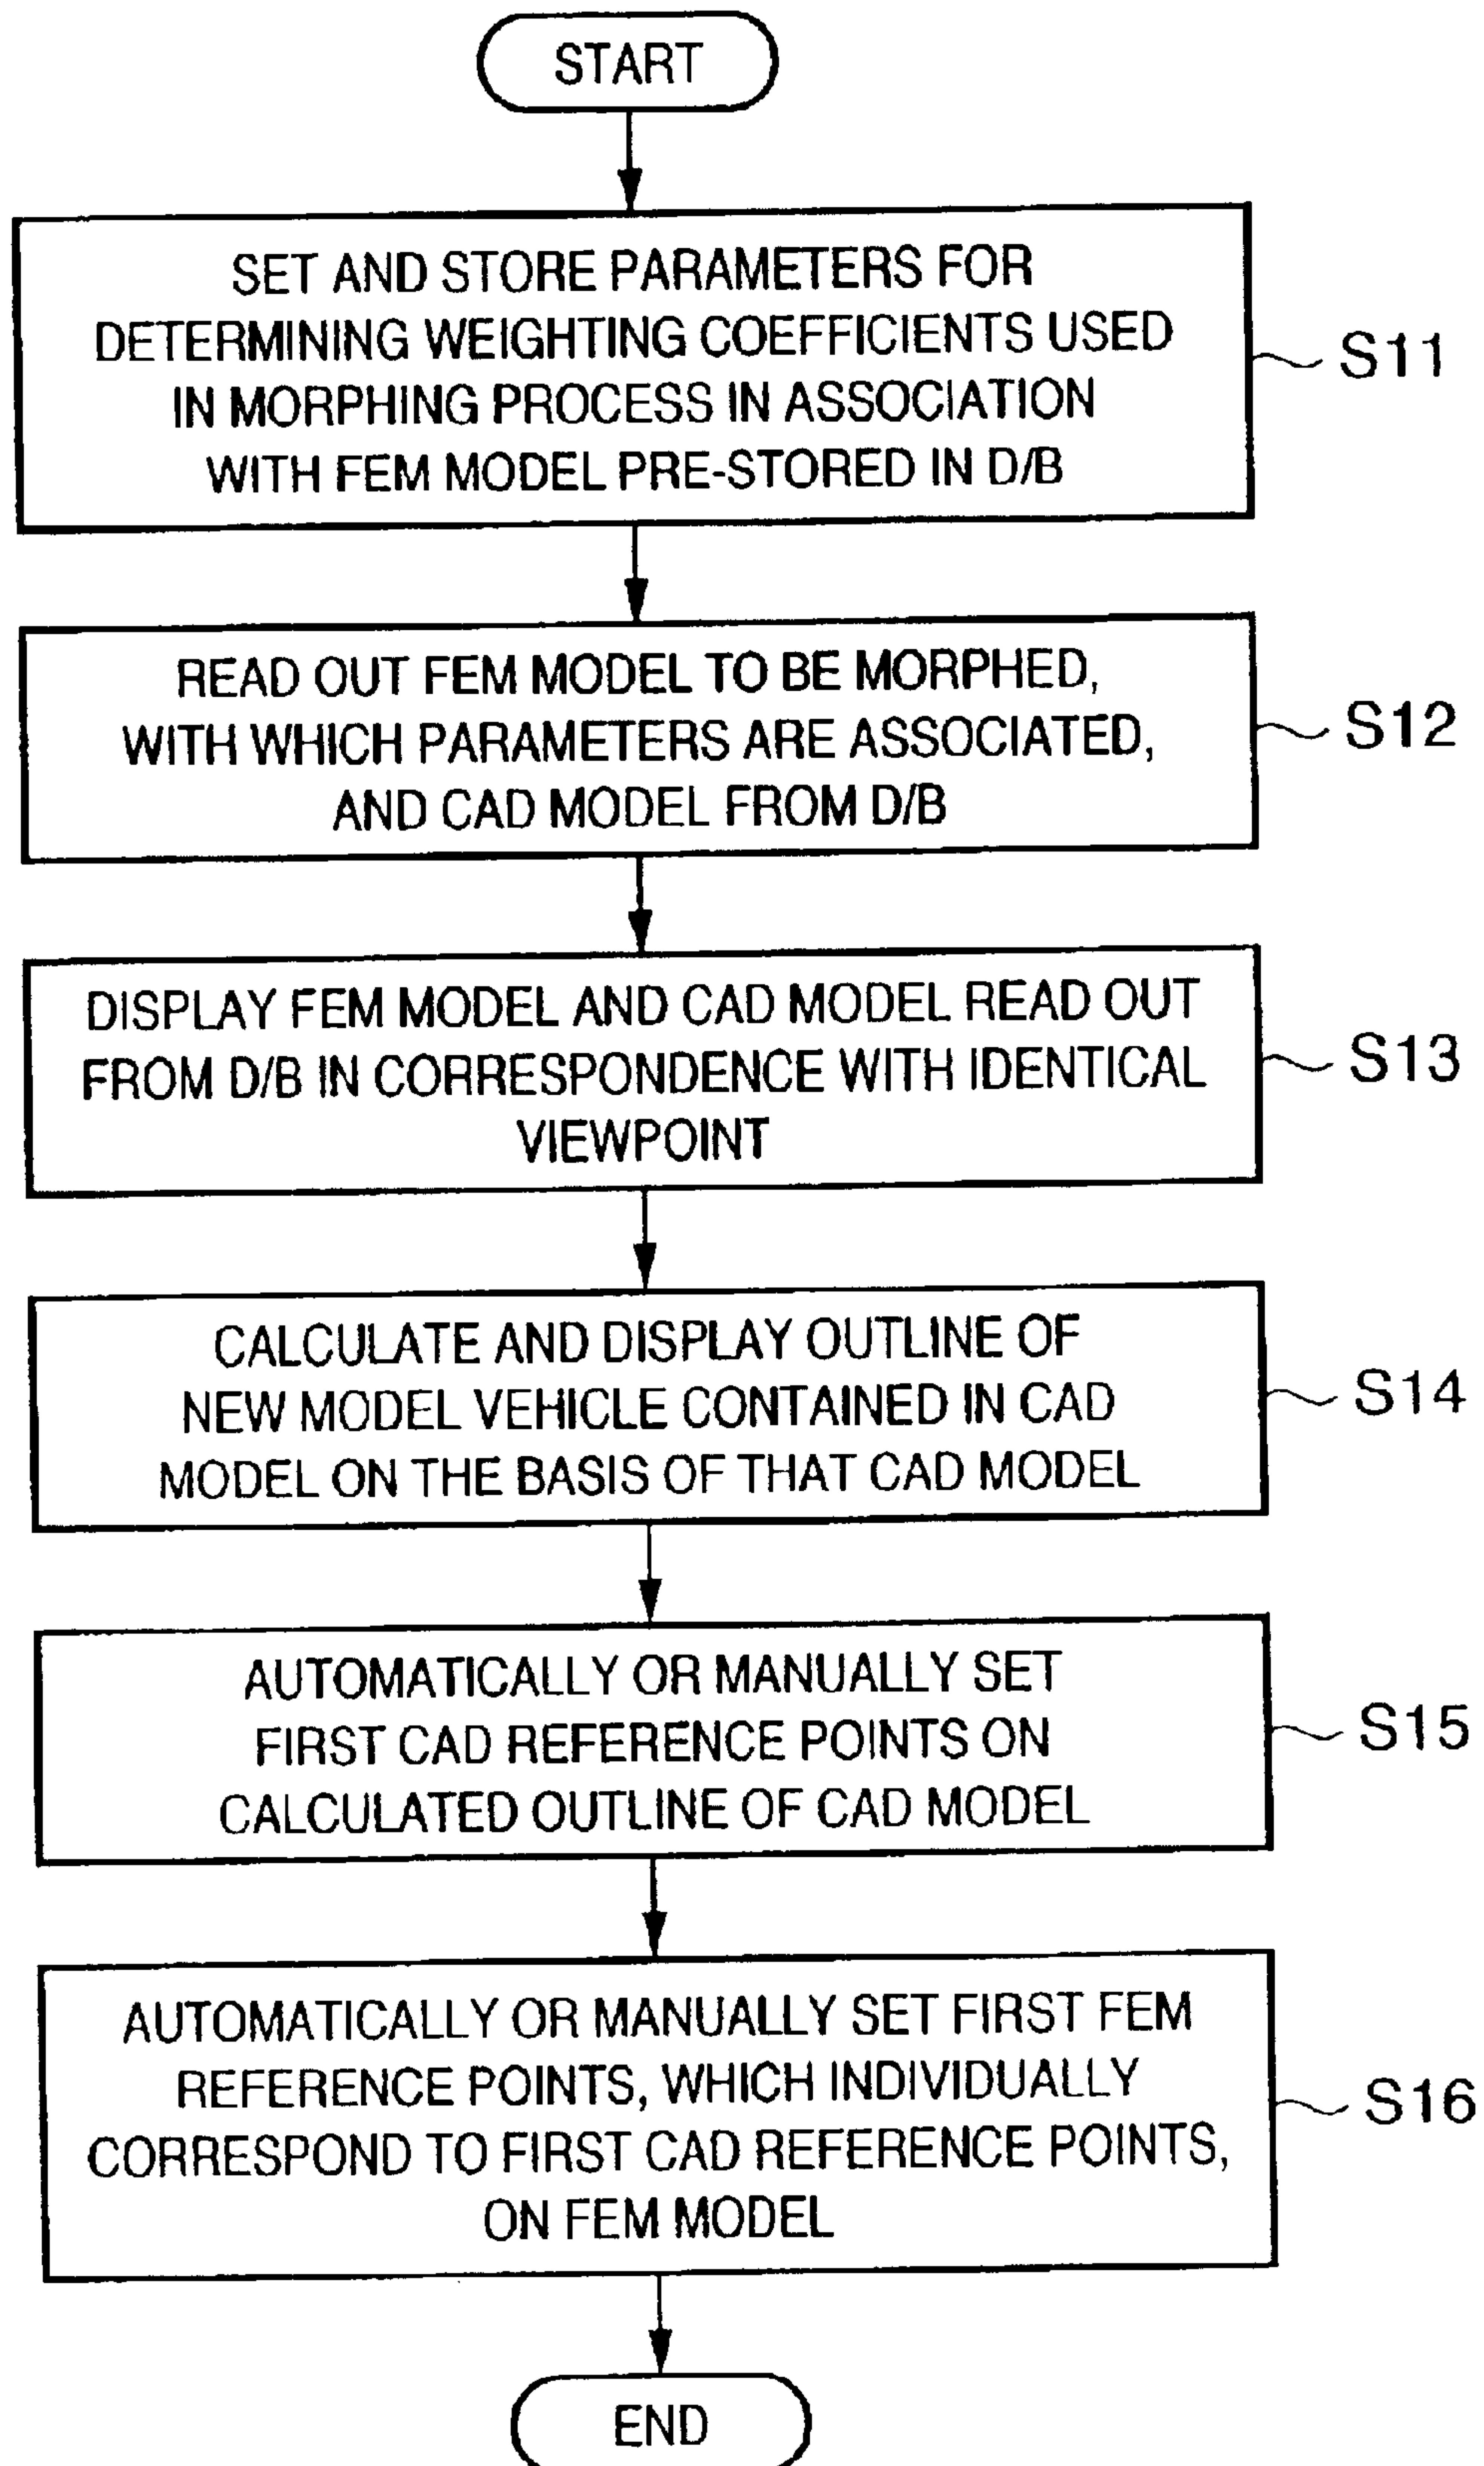 START
SET AND STORE PARAMETERS FOR
DETERMINING WEIGHTING COEFFICIENTS USED
IN MORPHING PROCESS IN ASSOCIATION
WITH FEM MODEL PRE-STORED IN D/B
S11
READ OUT FEM MODEL TO BE MORPHED,
WITH WHICH PARAMETERS ARE ASSOCIATED,
AND CAD MODEL FROM D/B
S12
DISPLAY FEM MODEL AND CAD MODEL READ OUT
FROM D/B IN CORRESPONDENCE WITH IDENTICAL
VIEWPOINT
S13
CALCULATE AND DISPLAY OUTLINE OF
NEW MODEL VEHICLE CONTAINED IN CAD
MODEL ON THE BASIS OF THAT CAD MODEL
S14
AUTOMATICALLY OR MANUALLY SET
FIRST CAD REFERENCE POINTS ON
CALCULATED OUTLINE OF CAD MODEL
S15
AUTOMATICALLY OR MANUALLY SET FIRST FEM
REFERENCE POINTS, WHICH INDIVIDUALLY
CORRESPOND TO FIRST CAD REFERENCE POINTS,
ON FEM MODEL
S16
END